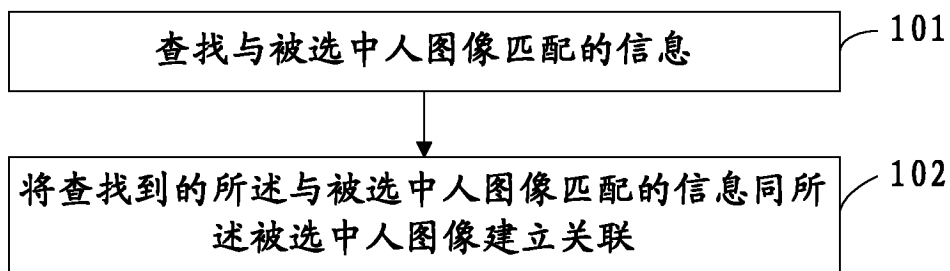 查找与被选中人图像匹配的信息
101
将查找到的所述与被选中人图像匹配的信息同所
述被选中人图像建立关联
102